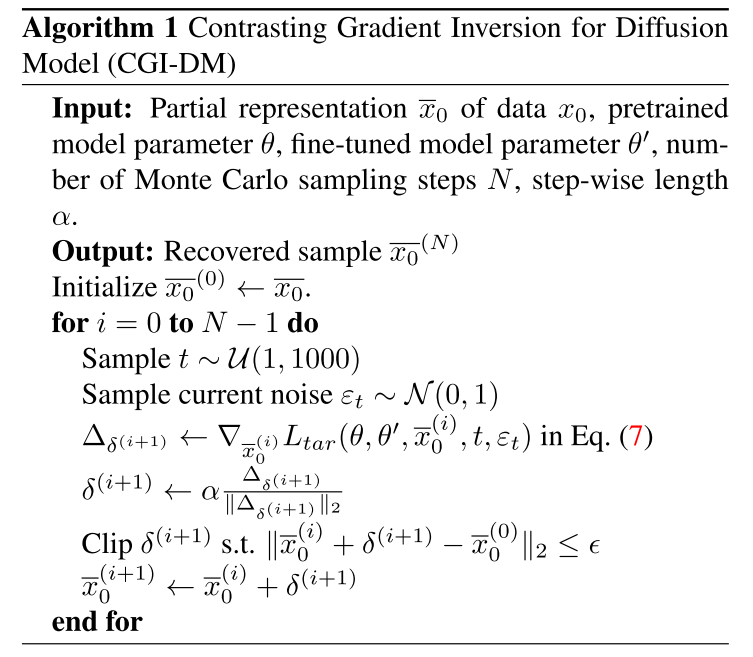 Algorithm 1 Contrasting Gradient Inversion for Diffusion
Model (CGI-DM)
Input: Partial representation $\overline{x}_0$ of data $x_0$, pretrained
model parameter $\theta$, fine-tuned model parameter $\theta'$, num-
ber of Monte Carlo sampling steps $N$, step-wise length
$\alpha$.
Output: Recovered sample $\overline{x_0}^{(N)}$
Initialize $\overline{x_0}^{(0)} \leftarrow \overline{x_0}$.
for $i = 0$ to $N - 1$ do
Sample $t \sim \mathcal{U}(1, 1000)$
Sample current noise $\varepsilon_t \sim \mathcal{N}(0, 1)$
$\Delta_{\delta^{(i+1)}} \leftarrow \nabla_{\overline{x}_0^{(i)}} L_{tar}(\theta, \theta', \overline{x}_0^{(i)}, t, \varepsilon_t)$ in Eq. (7)
$\delta^{(i+1)} \leftarrow \alpha \frac{\Delta_{\delta^{(i+1)}}}{\|\Delta_{\delta^{(i+1)}}\|_2}$
Clip $\delta^{(i+1)}$ s.t. $\|\overline{x}_0^{(i)} + \delta^{(i+1)} - \overline{x}_0^{(0)}\|_2 \leq \epsilon$
$\overline{x}_0^{(i+1)} \leftarrow \overline{x}_0^{(i)} + \delta^{(i+1)}$
end for